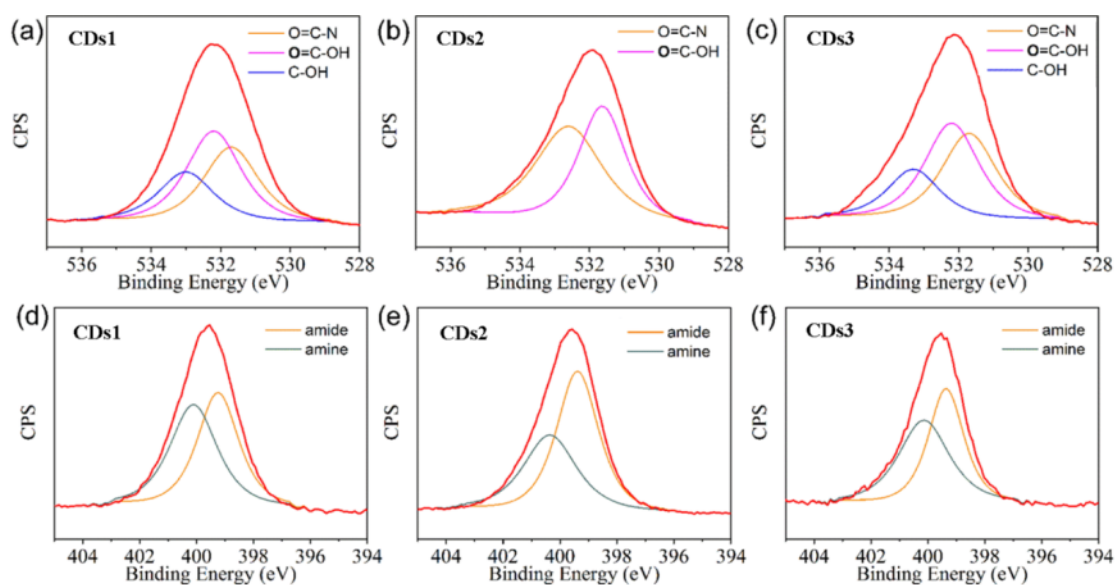 (a)
CDs1
O=C-N
O=C-OH
C-OH
CPS
536 534 532 530 528
Binding Energy (eV)
(b)
CDs2
O=C-N
O=C-OH
CPS
536 534 532 530 528
Binding Energy (eV)
(c)
CDs3
O=C-N
O=C-OH
C-OH
CPS
536 534 532 530 528
Binding Energy (eV)
(d)
CDs1
amide
amine
CPS
404 402 400 398 396 394
Binding Energy (eV)
(e)
CDs2
amide
amine
CPS
404 402 400 398 396 394
Binding Energy (eV)
(f)
CDs3
amide
amine
CPS
404 402 400 398 396 394
Binding Energy (eV)